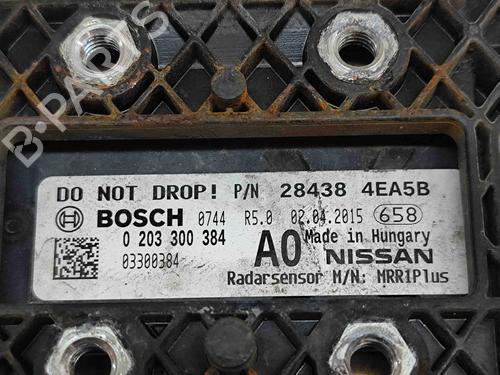 B-PARTS
DO NOT DROP! P/N 28438 4EA5B
BOSCH 0744 R5.0 02.04.2015 658
0 203 300 384 A0 Made in Hungary
03300384 NISSAN
Radarsensor M/N: MRR1Plus